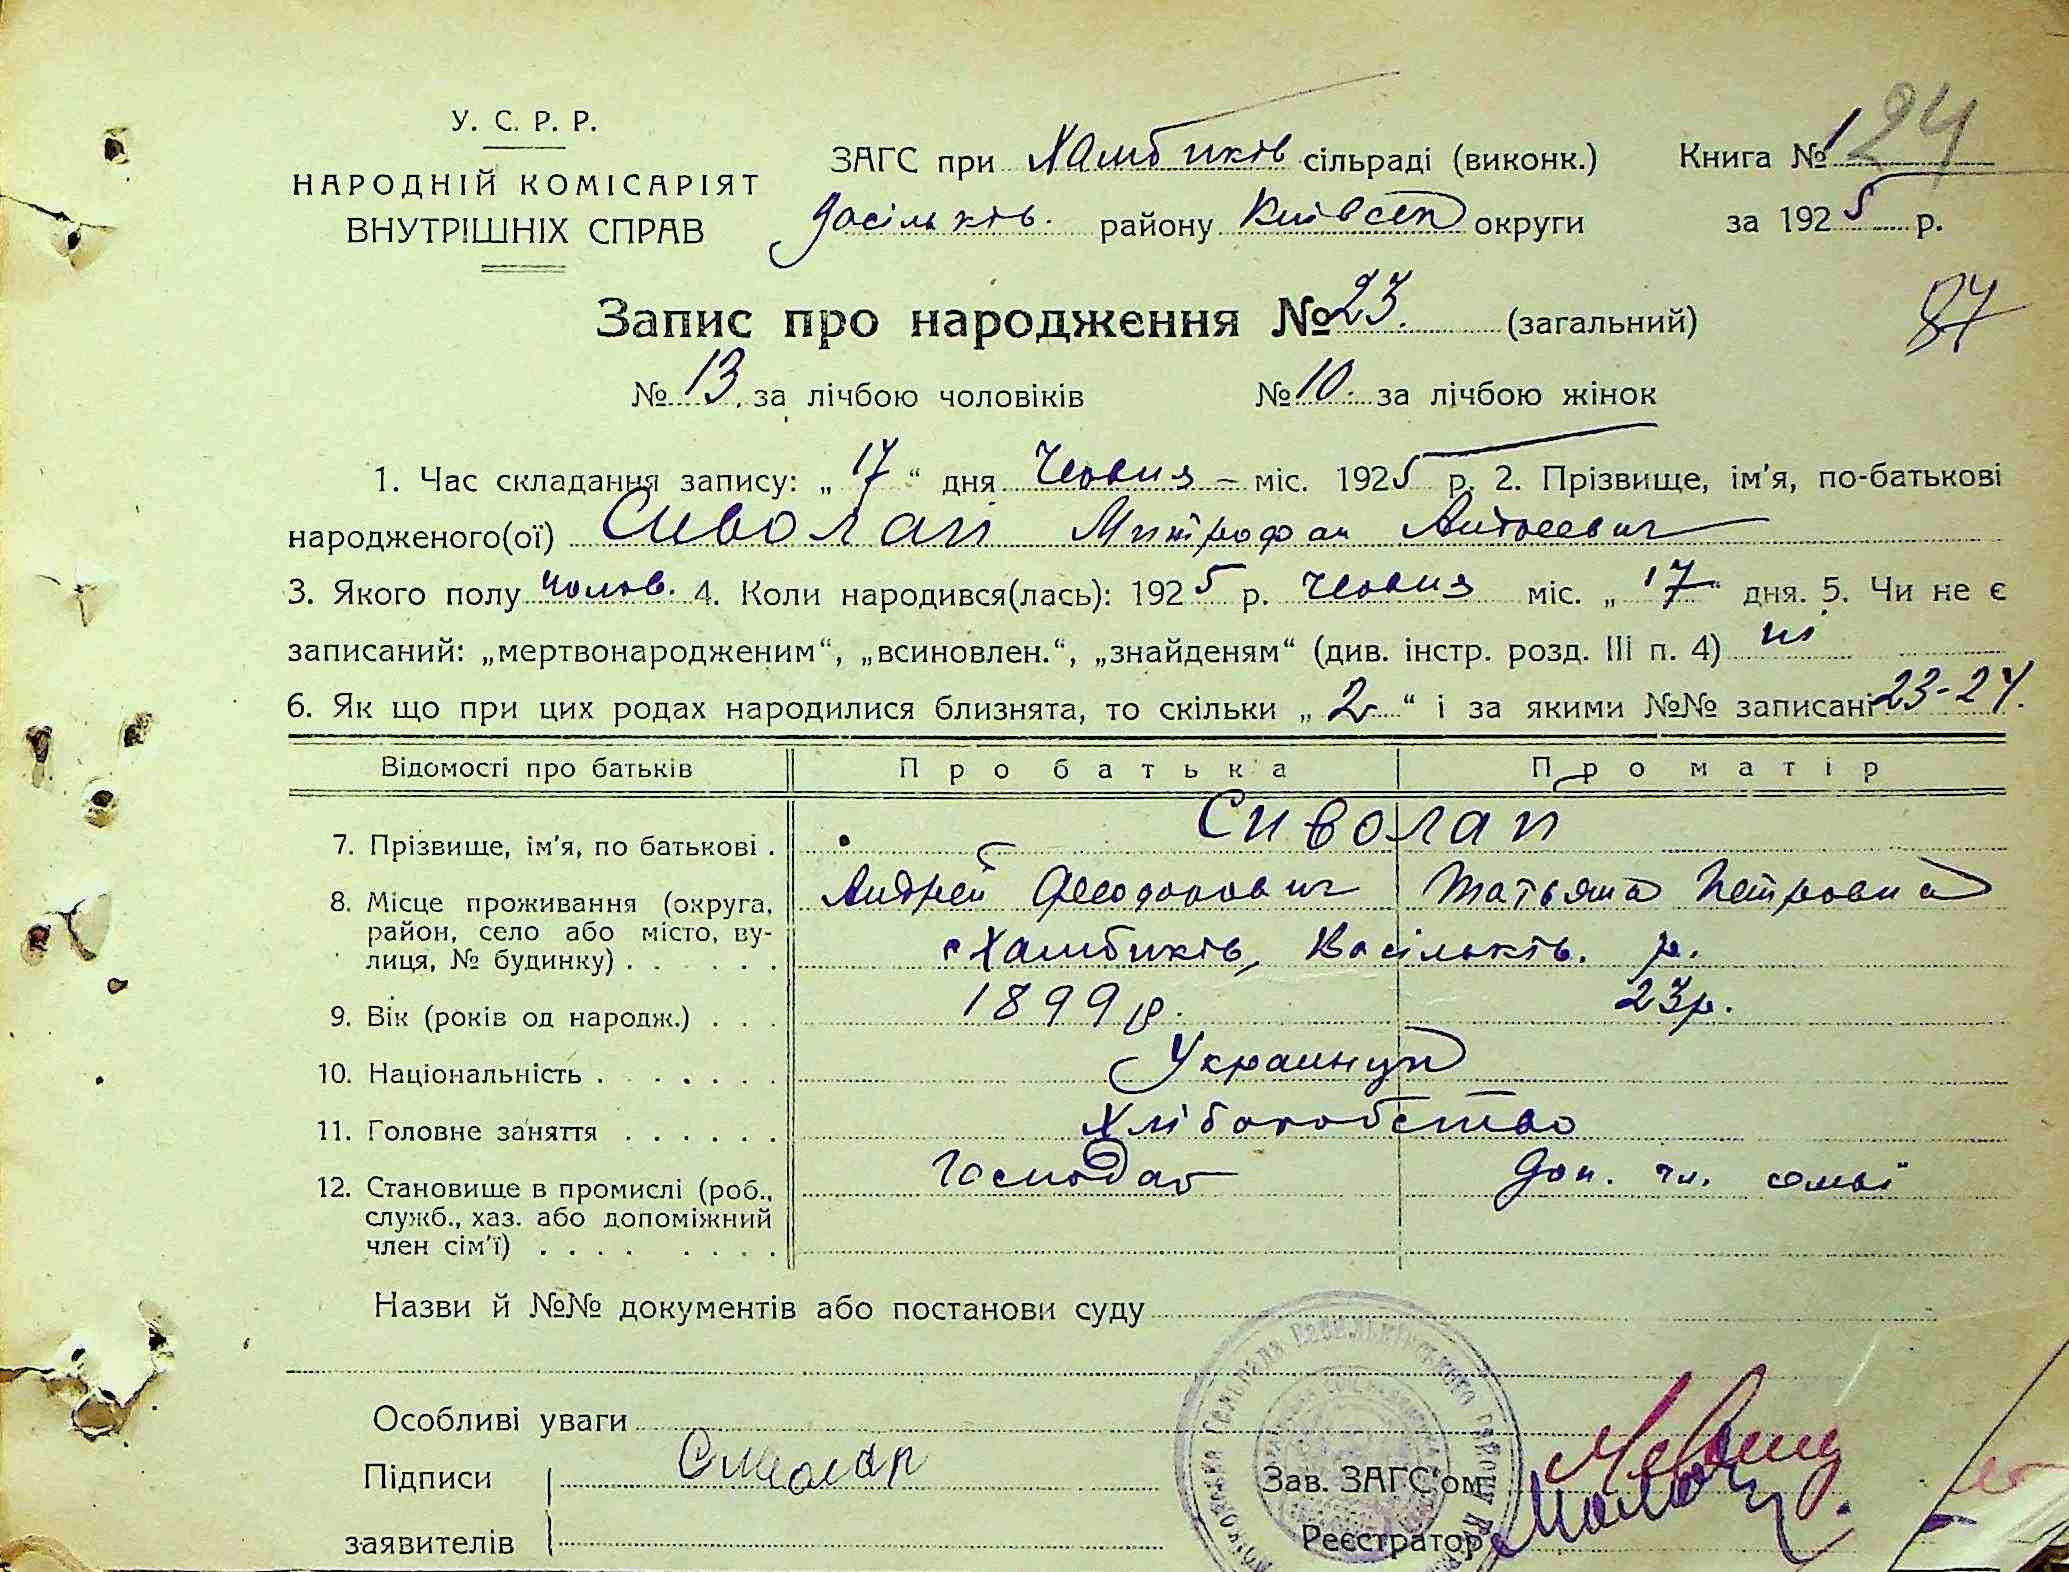 У. С. Р. Р.
НАРОДНІЙ КОМІСАРІЯТ
ВНУТРІШНІХ СПРАВ
ЗАГС при Хамбиків сільраді (виконк.) Книга № 1 24
Васільків. району Київськ округи за 1925 р.
Запис про народження № 23. (загальний)
87
№ 13 за лічбою чоловіків № 10. за лічбою жінок
1. Час складання запису: „17“ дня Червня міс. 1925 р. 2. Прізвище, ім'я, по-батькові
народженого(ої) Сиволап Митрофан
3. Якого полу чолов. 4. Коли народився(лась): 1925 р. червня міс. „17“ дня. 5. Чи не є
записаний: „мертвонародженим“, „всиновлен.“, „знайденям“ (див. інстр. розд. III п. 4) ні
6. Як що при цих родах народилися близнята, то скільки „2“ і за якими №№ записані 23-24.
Відомості про батьків Про батька Про матір
7. Прізвище, ім'я, по батькові . Сиволап
8. Місце проживання (округа, Андрей Феодорович Татьяна Петровна
район, село або місто, ву- с Хамбиків, Васільків. р.
лиця, № будинку) . . . . . .
9. Вік (років од народж.) . . . 1899 р. 23 р.
10. Національність . . . . . . . Украинци
11. Головне заняття . . . . . . Хліборобство
12. Становище в промислі (роб., Господар Доп. чл. семьї
служб., хаз. або допоміжний
член сім'ї) . . . . . . . .
Назви й №№ документів або постанови суду
Особливі уваги
Підписи Сиволап Зав. ЗАГС'ом
заявителів Реєстратор